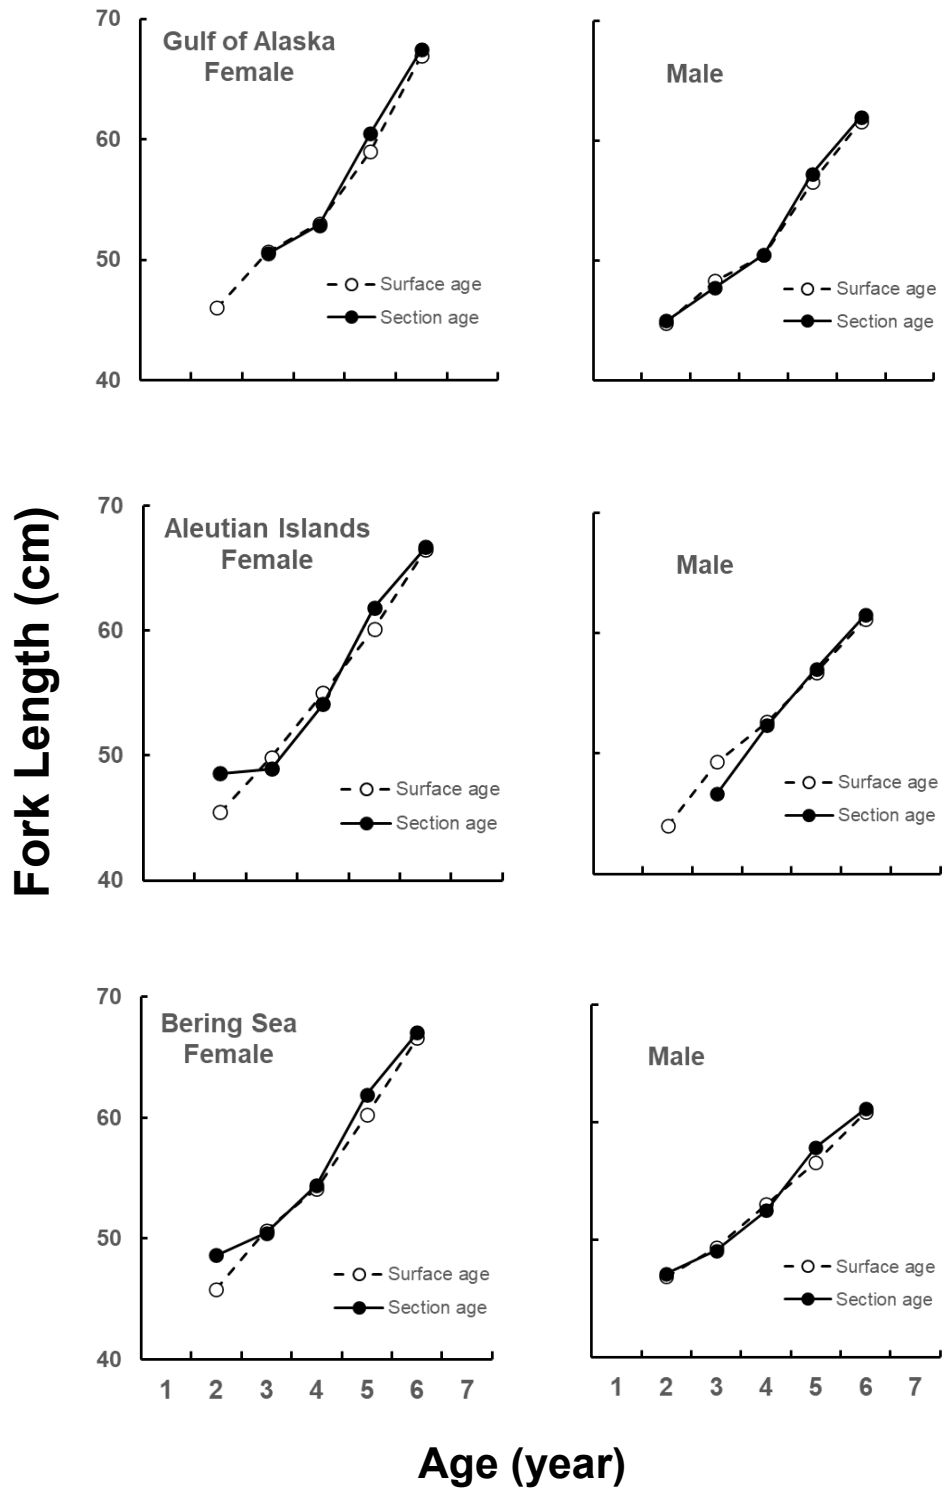 70
60
50
40
Gulf of Alaska
Female
Surface age
Section age
Male
Surface age
Section age
Fork Length (cm)
70
60
50
40
Aleutian Islands
Female
Surface age
Section age
Male
Surface age
Section age
70
60
50
40
Bering Sea
Female
Surface age
Section age
1 2 3 4 5 6 7
Male
Surface age
Section age
1 2 3 4 5 6 7
Age (year)